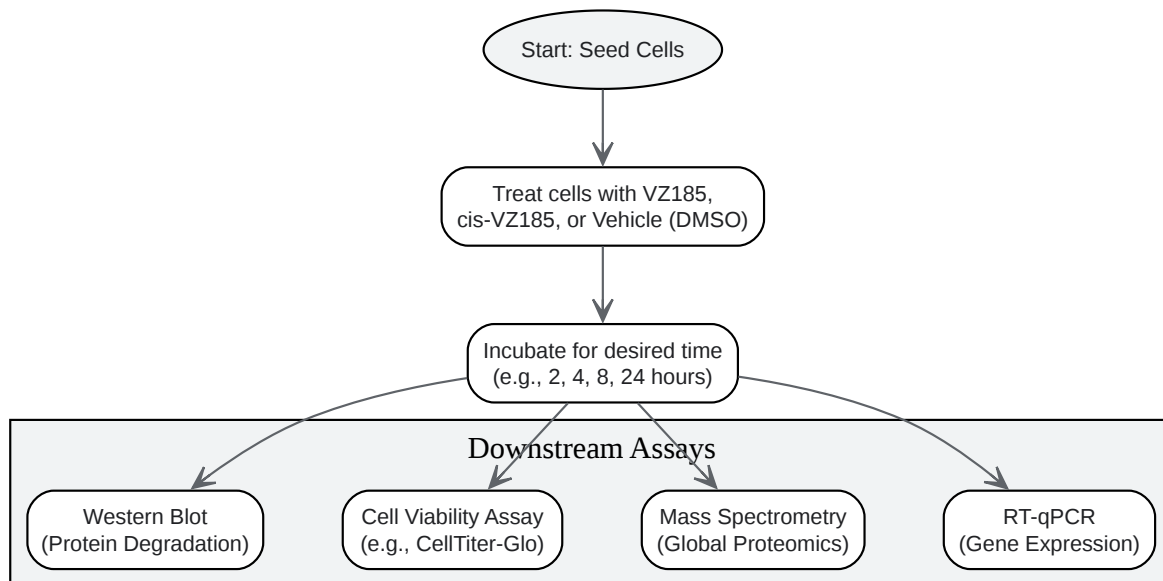 Start: Seed Cells
Treat cells with VZ185,
cis-VZ185, or Vehicle (DMSO)
Incubate for desired time
(e.g., 2, 4, 8, 24 hours)
Downstream Assays
Western Blot
(Protein Degradation)
Cell Viability Assay
(e.g., CellTiter-Glo)
Mass Spectrometry
(Global Proteomics)
RT-qPCR
(Gene Expression)